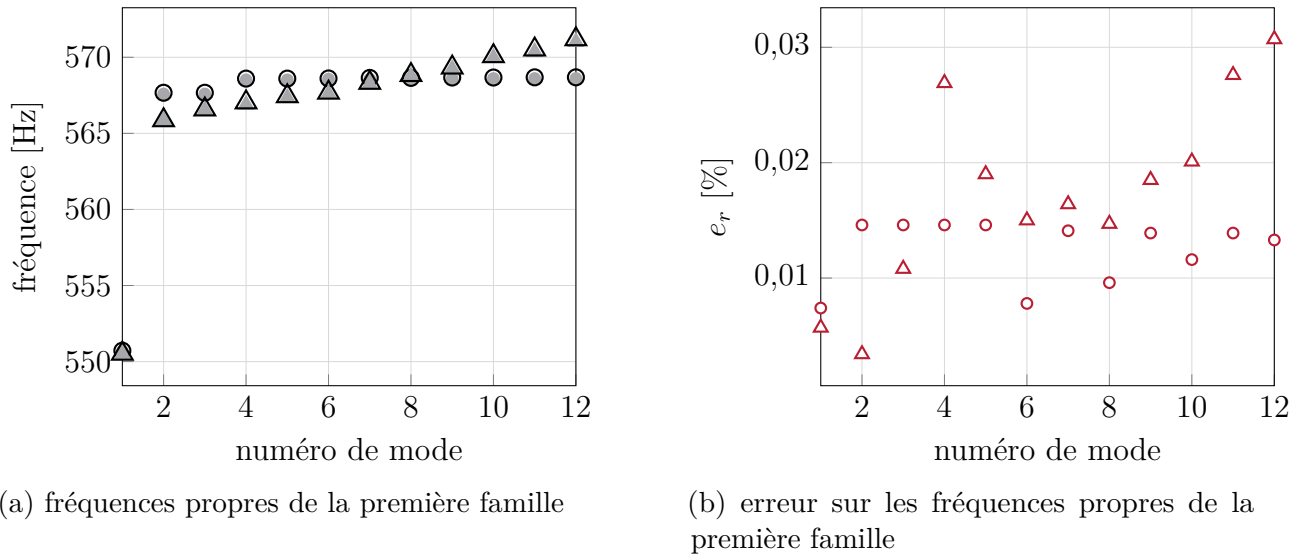 570
565
560
555
550
fréquence [Hz]
2 4 6 8 10 12
numéro de mode
(a) fréquences propres de la première famille
0,03
0,02
0,01
e_r [%]
2 4 6 8 10 12
numéro de mode
(b) erreur sur les fréquences propres de la
première famille